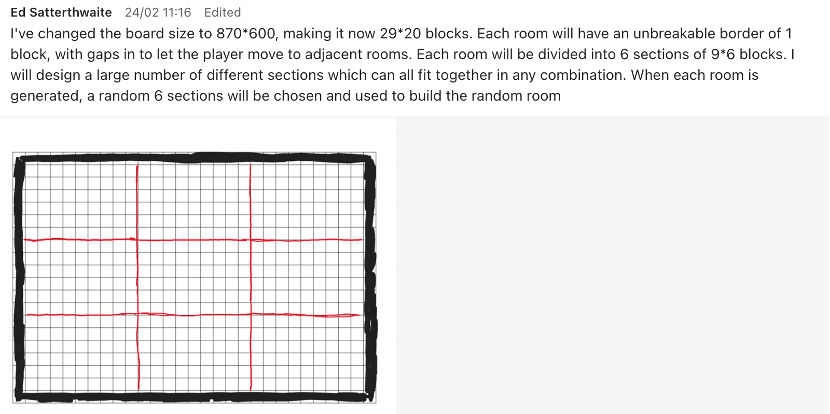 Ed Satterthwaite 24/02 11:16 Edited
I've changed the board size to 870*600, making it now 29*20 blocks. Each room will have an unbreakable border of 1
block, with gaps in to let the player move to adjacent rooms. Each room will be divided into 6 sections of 9*6 blocks. I
will design a large number of different sections which can all fit together in any combination. When each room is
generated, a random 6 sections will be chosen and used to build the random room